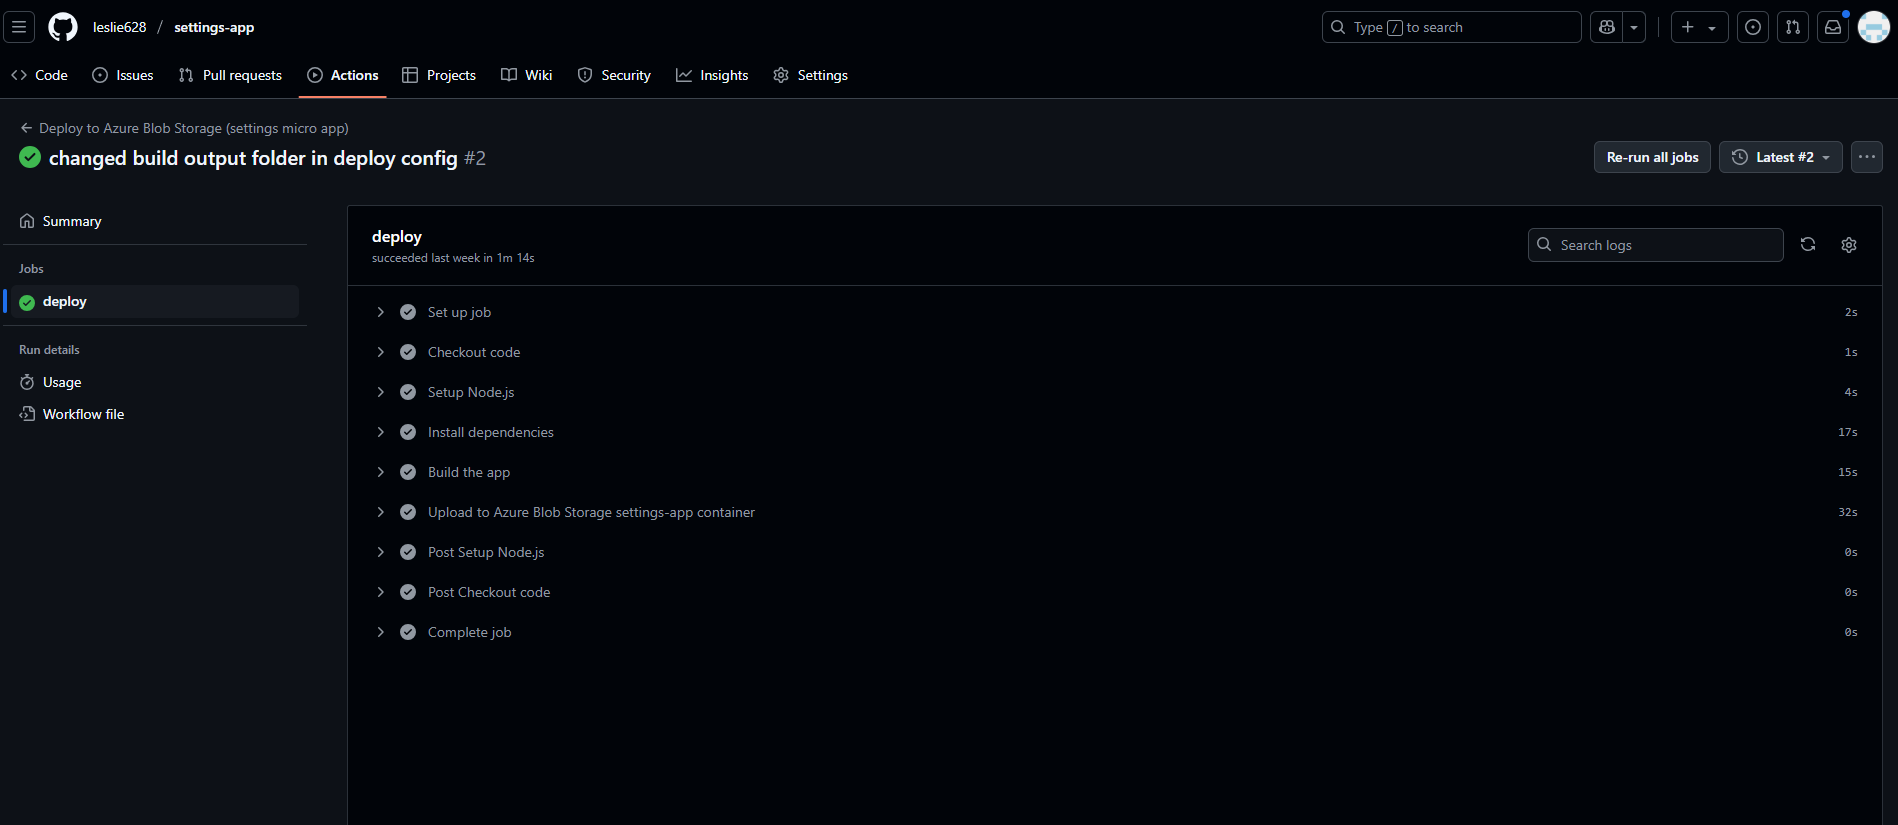 leslie628 / settings-app
Type / to search
Code Issues Pull requests Actions Projects Wiki Security Insights Settings
Deploy to Azure Blob Storage (settings micro app)
changed build output folder in deploy config #2
Re-run all jobs
Latest #2
Summary
Jobs
deploy
Run details
Usage
Workflow file
deploy
succeeded last week in 1m 14s
Search logs
Set up job 2s
Checkout code 1s
Setup Node.js 4s
Install dependencies 17s
Build the app 15s
Upload to Azure Blob Storage settings-app container 32s
Post Setup Node.js 0s
Post Checkout code 0s
Complete job 0s